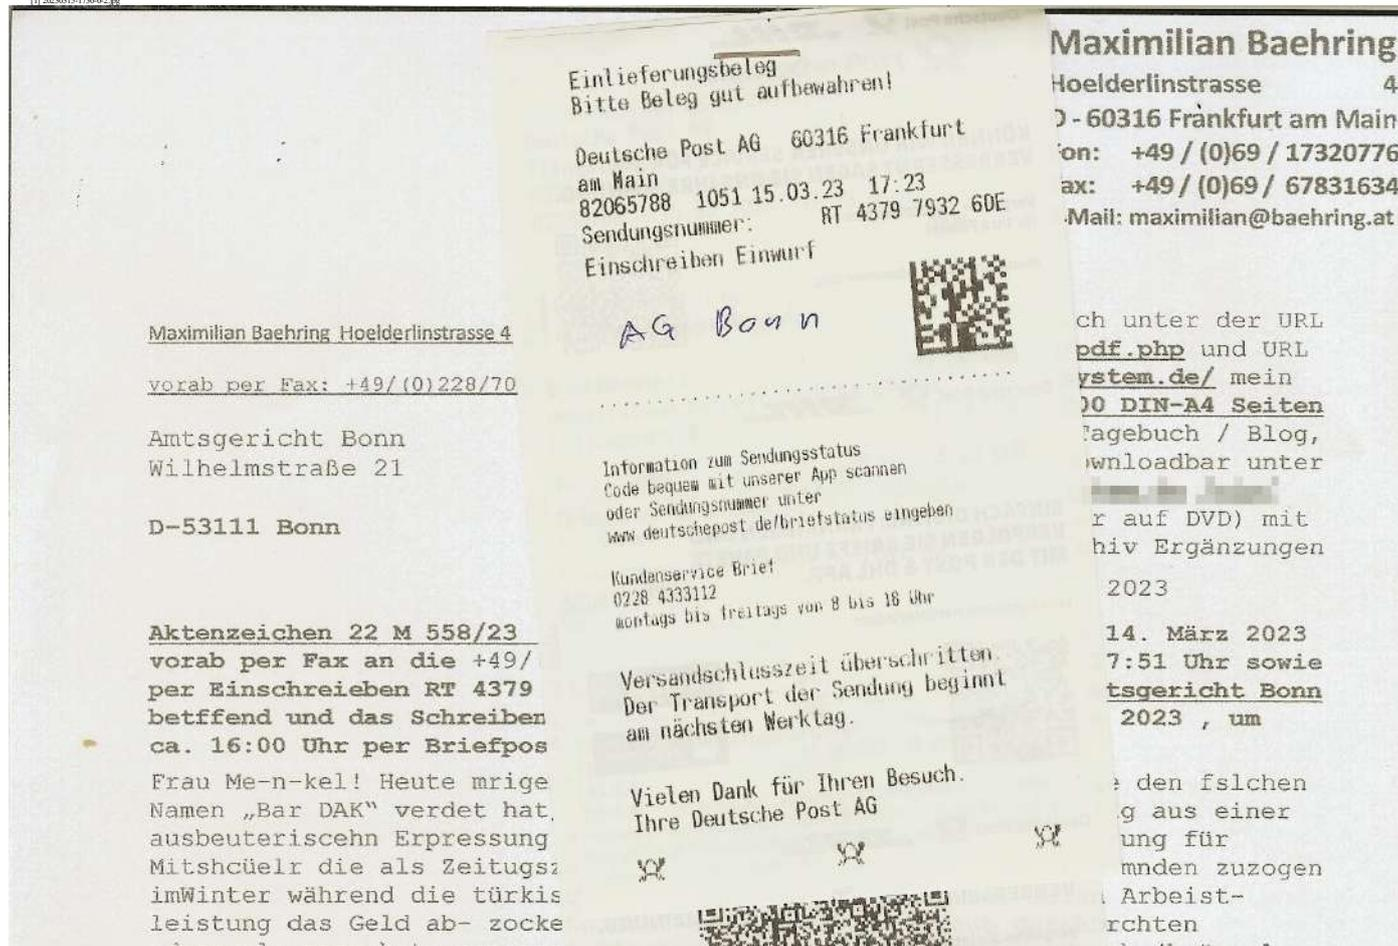 [1] 20230315-1736-0-2.jpg
Maximilian Baehring
Hoelderlinstrasse 4
D - 60316 Frankfurt am Main
fon: +49 / (0)69 / 17320776
fax: +49 / (0)69 / 67831634
-Mail: maximilian@baehring.at
Einlieferungsbeleg
Bitte Beleg gut aufbewahren!
Deutsche Post AG 60316 Frankfurt
am Main
82065788 1051 15.03.23 17:23
Sendungsnummer: RT 4379 7932 6DE
Einschreiben Einwurf
AG Bonn
Information zum Sendungsstatus
Code bequem mit unserer App scannen
oder Sendungsnummer unter
www deutschepost de/briefstatus eingeben
Kundenservice Brief
0228 4333112
montags bis freitags von 8 bis 18 Uhr
Versandschlusszeit überschritten.
Der Transport der Sendung beginnt
am nächsten Werktag.
Vielen Dank für Ihren Besuch.
Ihre Deutsche Post AG
Maximilian Baehring Hoelderlinstrasse 4
vorab per Fax: +49/(0)228/70
Amtsgericht Bonn
Wilhelmstraße 21
D-53111 Bonn
ch unter der URL
pdf.php und URL
ystem.de/ mein
00 DIN-A4 Seiten
Tagebuch / Blog,
ownloadbar unter
r auf DVD) mit
hiv Ergänzungen
2023
Aktenzeichen 22 M 558/23 14. März 2023
vorab per Fax an die +49/ 7:51 Uhr sowie
per Einschreieben RT 4379 tsgericht Bonn
betffend und das Schreiben 2023 , um
ca. 16:00 Uhr per Briefpos
Frau Me-n-kel! Heute mrige e den fslchen
Namen „Bar DAK“ verdet hat, g aus einer
ausbeuteriscehn Erpressung ung für
Mitshcüelr die als Zeitugsz mnden zuzogen
imWinter während die türkis Arbeist-
leistung das Geld ab- zocke rchten